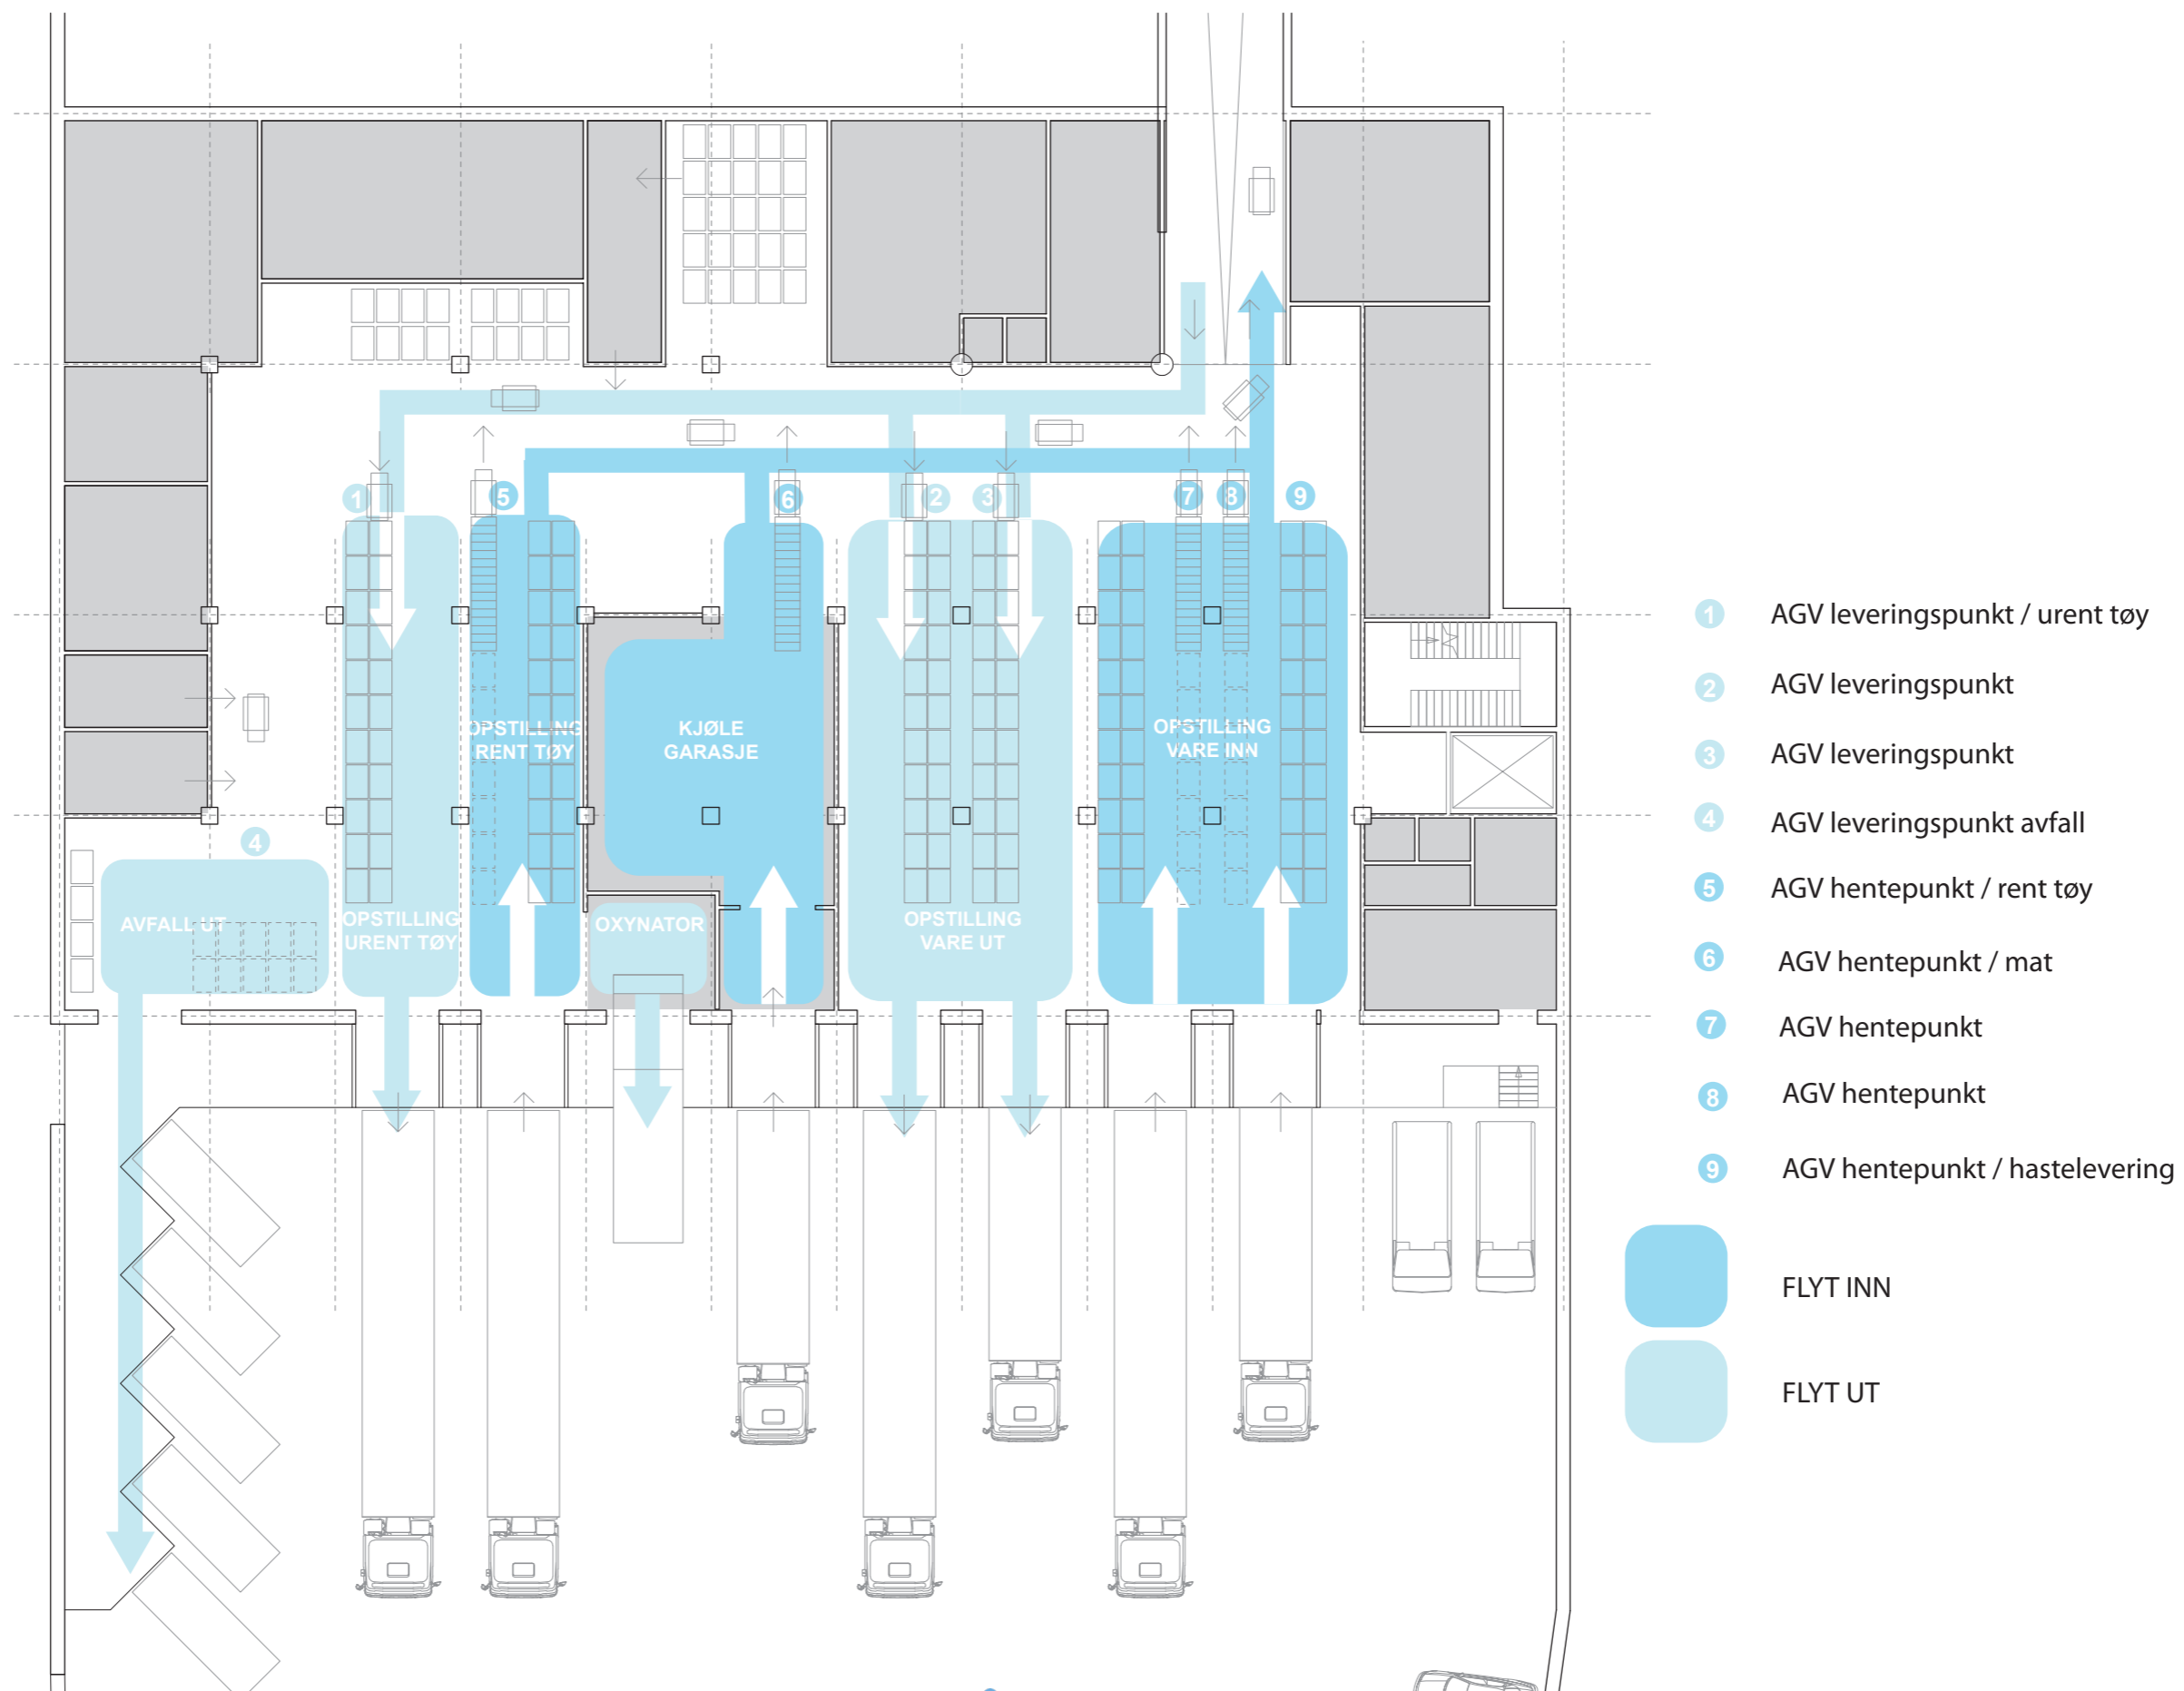 1
5
6
2
3
7
8
9
OPSTILLING
RENT TØY
KJØLE
GARASJE
OPSTILLING
VARE INN
4
AVFALL UT
OPSTILLING
URENT TØY
OXYNATOR
OPSTILLING
VARE UT
1 AGV leveringspunkt / urent tøy
2 AGV leveringspunkt
3 AGV leveringspunkt
4 AGV leveringspunkt avfall
5 AGV hentepunkt / rent tøy
6 AGV hentepunkt / mat
7 AGV hentepunkt
8 AGV hentepunkt
9 AGV hentepunkt / hastelevering
FLYT INN
FLYT UT